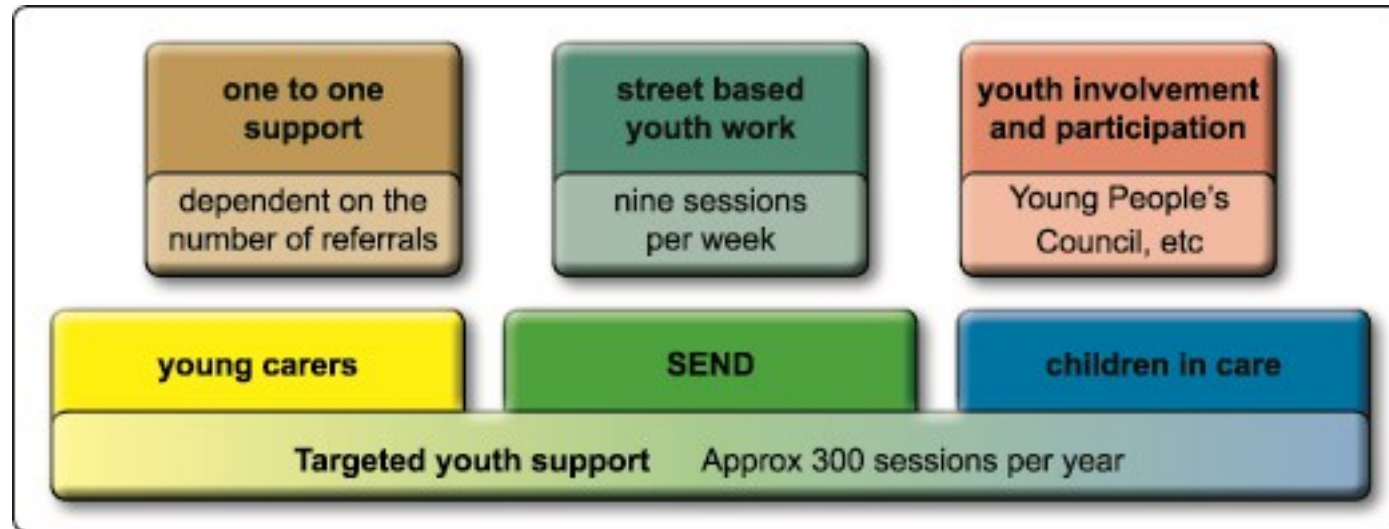 one to one
support
dependent on the
number of referrals
street based
youth work
nine sessions
per week
youth involvement
and participation
Young People's
Council, etc
young carers
SEND
children in care
Targeted youth support Approx 300 sessions per year